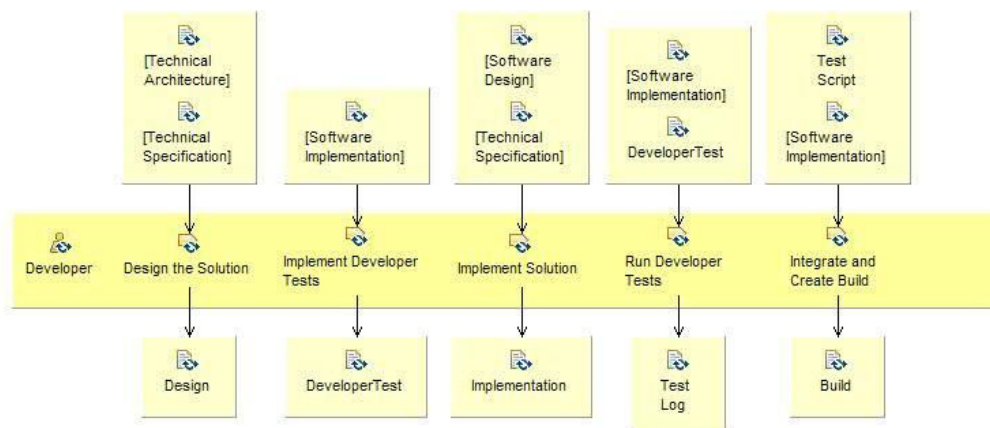 [Technical
Architecture]
[Technical
Specification]
[Software
Implementation]
[Software
Design]
[Technical
Specification]
[Software
Implementation]
DeveloperTest
Test
Script
[Software
Implementation]
Developer
Design the Solution
Implement Developer
Tests
Implement Solution
Run Developer
Tests
Integrate and
Create Build
Design
DeveloperTest
Implementation
Test
Log
Build